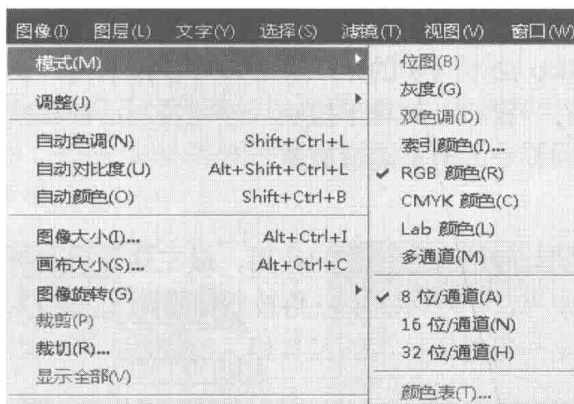 图像(I) 图层(L) 文字(Y) 选择(S) 滤镜(T) 视图(V) 窗口(W)
模式(M)
调整(J)
自动色调(N) Shift+Ctrl+L
自动对比度(U) Alt+Shift+Ctrl+L
自动颜色(O) Shift+Ctrl+B
图像大小(I)... Alt+Ctrl+I
画布大小(S)... Alt+Ctrl+C
图像旋转(G)
裁剪(P)
裁切(R)...
显示全部(V)
位图(B)
灰度(G)
双色调(D)
索引颜色(I)...
✓ RGB 颜色(R)
CMYK 颜色(C)
Lab 颜色(L)
多通道(M)
✓ 8 位/通道(A)
16 位/通道(N)
32 位/通道(H)
颜色表(T)...